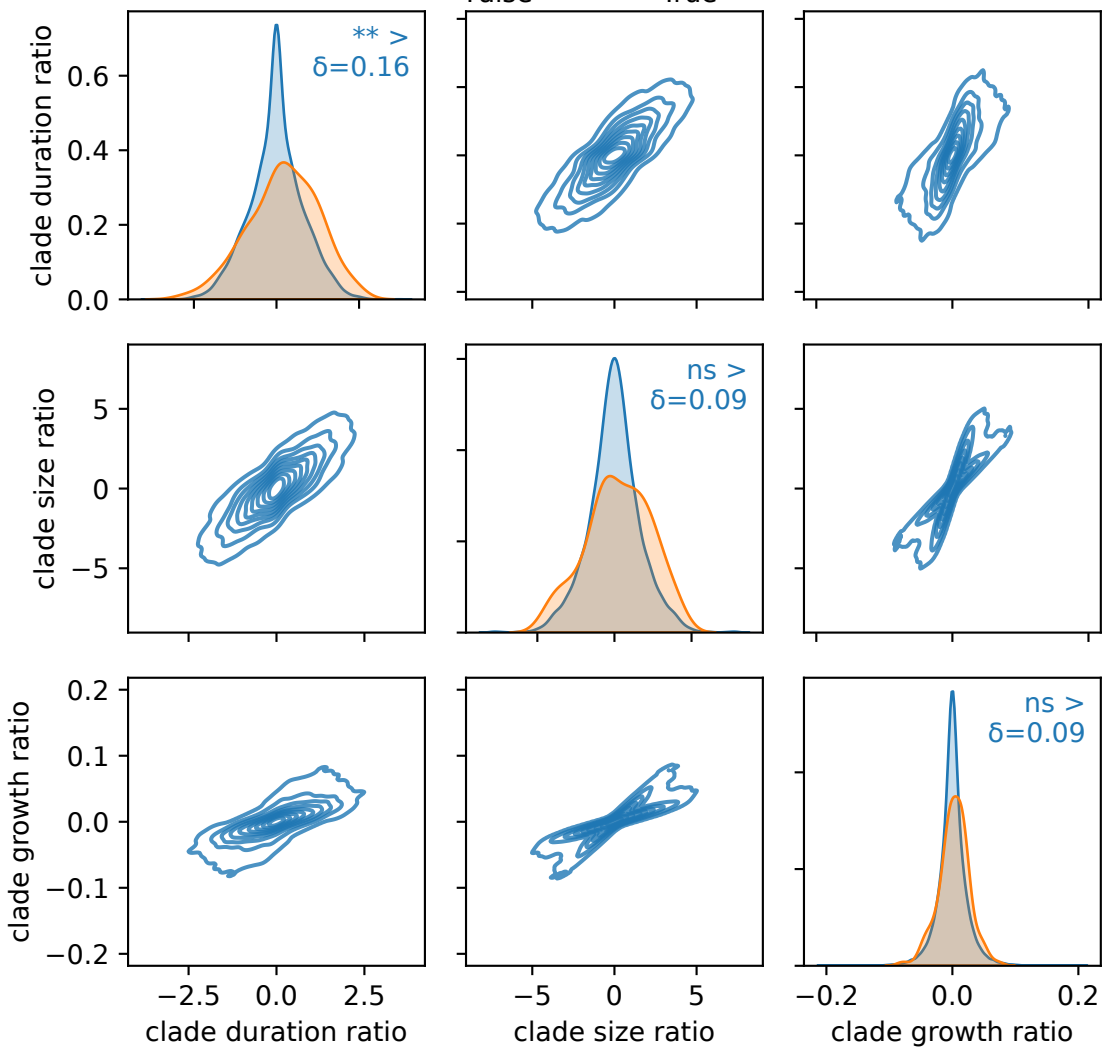 True
clade duration ratio
0.6
0.4
0.2
0.0
** >
δ=0.16
clade size ratio
5
0
−5
ns >
δ=0.09
clade growth ratio
0.2
0.1
0.0
−0.1
−0.2
ns >
δ=0.09
−2.5 0.0 2.5
−5 0 5
−0.2 0.0 0.2
clade duration ratio
clade size ratio
clade growth ratio